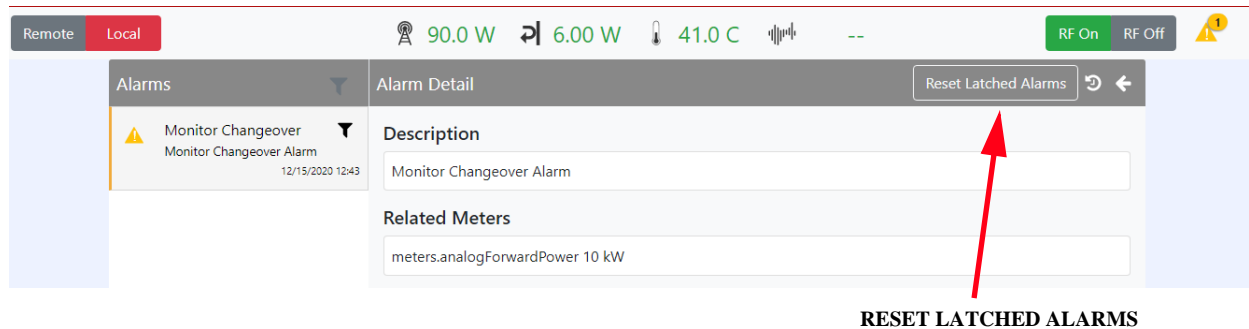 Remote Local 90.0 W 6.00 W 41.0 C -- RF On RF Off 1
Alarms Alarm Detail Reset Latched Alarms
Monitor Changeover
Monitor Changeover Alarm
12/15/2020 12:43
Description
Monitor Changeover Alarm
Related Meters
meters.analogForwardPower 10 kW
RESET LATCHED ALARMS